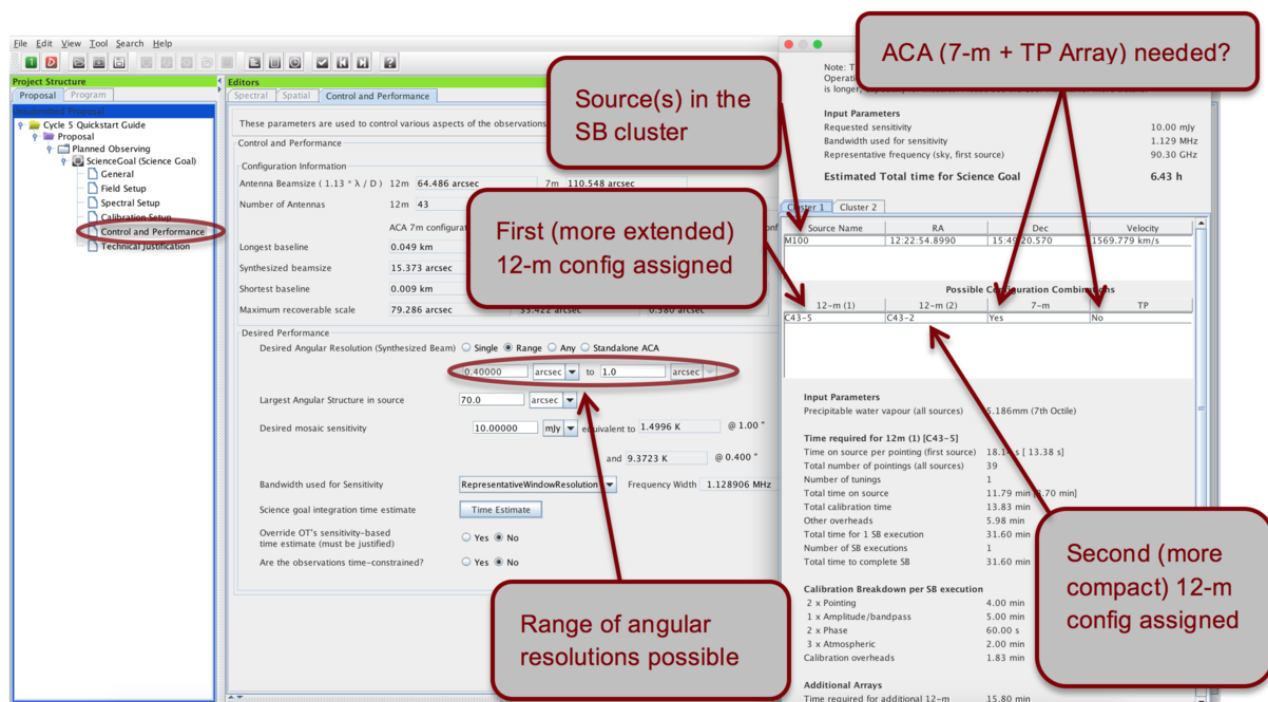 File Edit View Tool Search Help
Project Structure
Proposal Program
Unsubmitted Proposal
Cycle 5 Quickstart Guide
Proposal
Planned Observing
ScienceGoal (Science Goal)
General
Field Setup
Spectral Setup
Calibration Setup
Control and Performance
Technical Justification
Editors
Spectral Spatial Control and Performance
These parameters are used to control various aspects of the observations
Control and Performance
Configuration Information
Antenna Beamsize ( 1.13 * λ / D ) 12m 64.486 arcsec 7m 110.548 arcsec
Number of Antennas 12m 43
ACA 7m configurat
Longest baseline 0.049 km
Synthesized beamsize 15.373 arcsec
Shortest baseline 0.009 km
Maximum recoverable scale 79.286 arcsec 35.422 arcsec 0.580 arcsec
Desired Performance
Desired Angular Resolution (Synthesized Beam) Single Range Any Standalone ACA
0.40000 arcsec to 1.0 arcsec
Largest Angular Structure in source 70.0 arcsec
Desired mosaic sensitivity 10.00000 mJy equivalent to 1.4996 K @ 1.00 "
and 9.3723 K @ 0.400 "
Bandwidth used for Sensitivity RepresentativeWindowResolution Frequency Width 1.128906 MHz
Science goal integration time estimate Time Estimate
Override OT's sensitivity-based
time estimate (must be justified) Yes No
Are the observations time-constrained? Yes No
Source(s) in the
SB cluster
First (more extended)
12-m config assigned
Range of angular
resolutions possible
ACA (7-m + TP Array) needed?
Second (more
compact) 12-m
config assigned
Note: T
Operat
is longer,
Input Parameters
Requested sensitivity 10.00 mJy
Bandwidth used for sensitivity 1.129 MHz
Representative frequency (sky, first source) 90.30 GHz
Estimated Total time for Science Goal 6.43 h
Cluster 1 Cluster 2
Source Name RA Dec Velocity
M100 12:22:54.8990 15:49:20.570 1569.779 km/s
Possible Configuration Combinations
12-m (1) 12-m (2) 7-m TP
C43-5 C43-2 Yes No
Input Parameters
Precipitable water vapour (all sources) 5.186mm (7th Octile)
Time required for 12m (1) [C43-5]
Time on source per pointing (first source) 18.14 s [ 13.38 s]
Total number of pointings (all sources) 39
Number of tunings 1
Total time on source 11.79 min [8.70 min]
Total calibration time 13.83 min
Other overheads 5.98 min
Total time for 1 SB execution 31.60 min
Number of SB executions 1
Total time to complete SB 31.60 min
Calibration Breakdown per SB execution
2 x Pointing 4.00 min
1 x Amplitude/bandpass 5.00 min
2 x Phase 60.00 s
3 x Atmospheric 2.00 min
Calibration overheads 1.83 min
Additional Arrays
Time required for additional 12-m 15.80 min